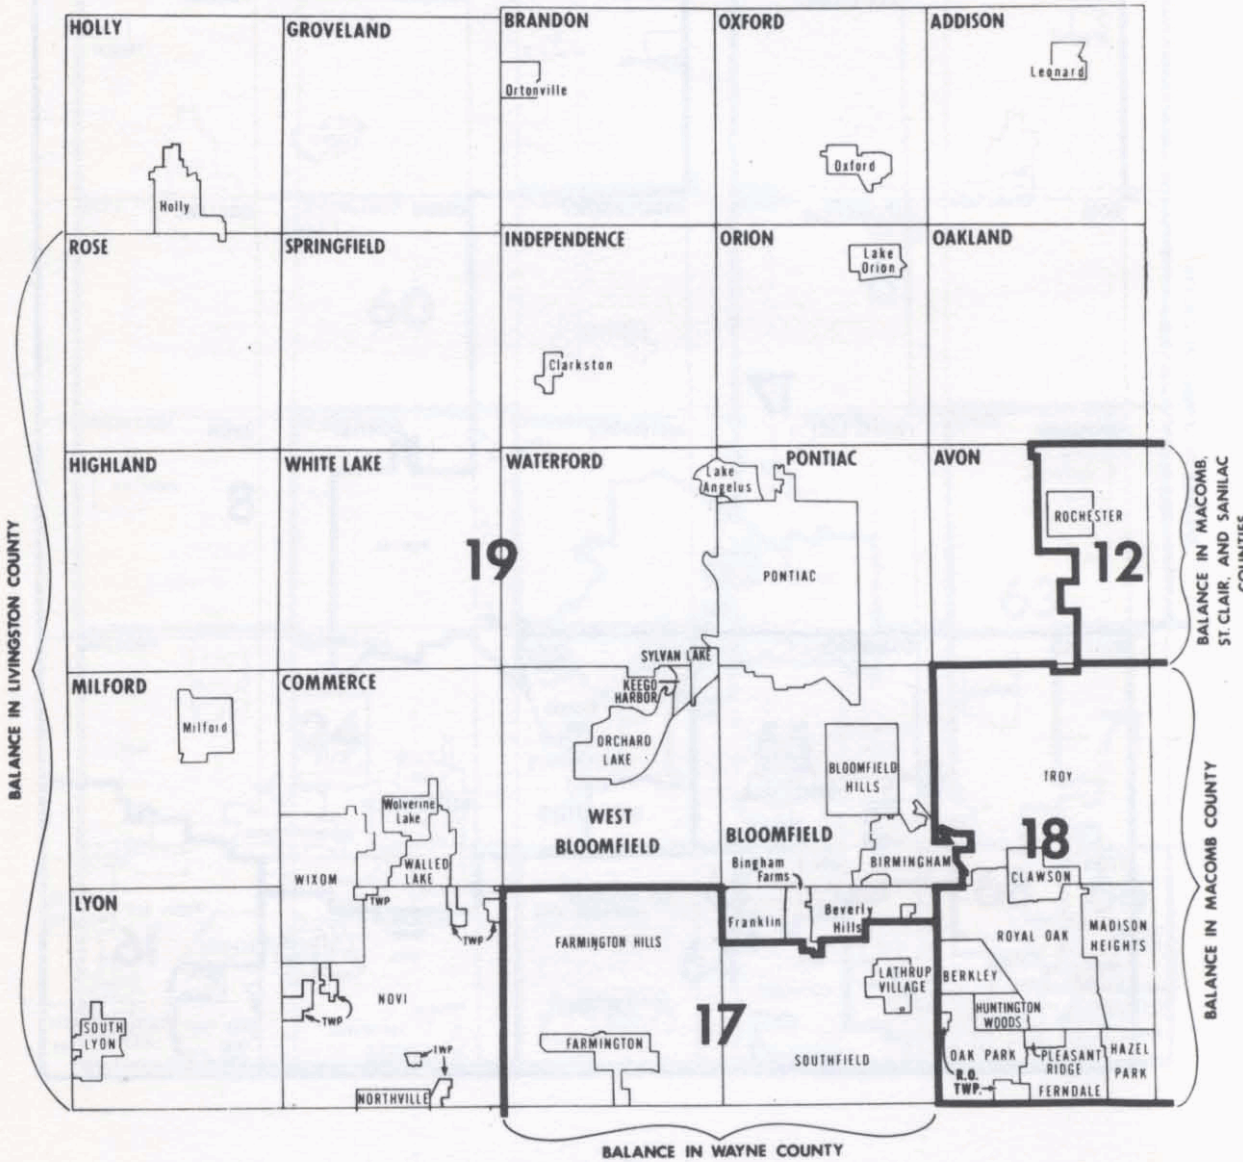 HOLLY
GROVELAND
BRANDON
OXFORD
ADDISON
Leonard
Ortonville
Oxford
Holly
ROSE
SPRINGFIELD
INDEPENDENCE
ORION
OAKLAND
Lake
Orion
Clarkston
HIGHLAND
WHITE LAKE
WATERFORD
PONTIAC
AVON
Lake
Angelus
ROCHESTER
19
12
PONTIAC
BALANCE IN MACOMB,
ST. CLAIR, AND SANILAC
COUNTIES
BALANCE IN LIVINGSTON COUNTY
SYLVAN LAKE
KEEGO
HARBOR
MILFORD
COMMERCE
Milford
ORCHARD
LAKE
BLOOMFIELD
HILLS
TROY
Wolverine
Lake
WEST
BLOOMFIELD
BLOOMFIELD
18
WALLED
LAKE
WIXOM
Bingham
Farms
BIRMINGHAM
CLAWSON
LYON
TWP
TWP
Franklin
Beverly
Hills
FARMINGTON HILLS
ROYAL OAK
MADISON
HEIGHTS
BALANCE IN MACOMB COUNTY
NOVI
TWP
LATHRUP
VILLAGE
BERKLEY
HUNTINGTON
WOODS
SOUTH
LYON
17
TWP
FARMINGTON
SOUTHFIELD
OAK PARK
PLEASANT
RIDGE
HAZEL
PARK
R.O.
TWP.
FERNDALE
NORTHVILLE
BALANCE IN WAYNE COUNTY